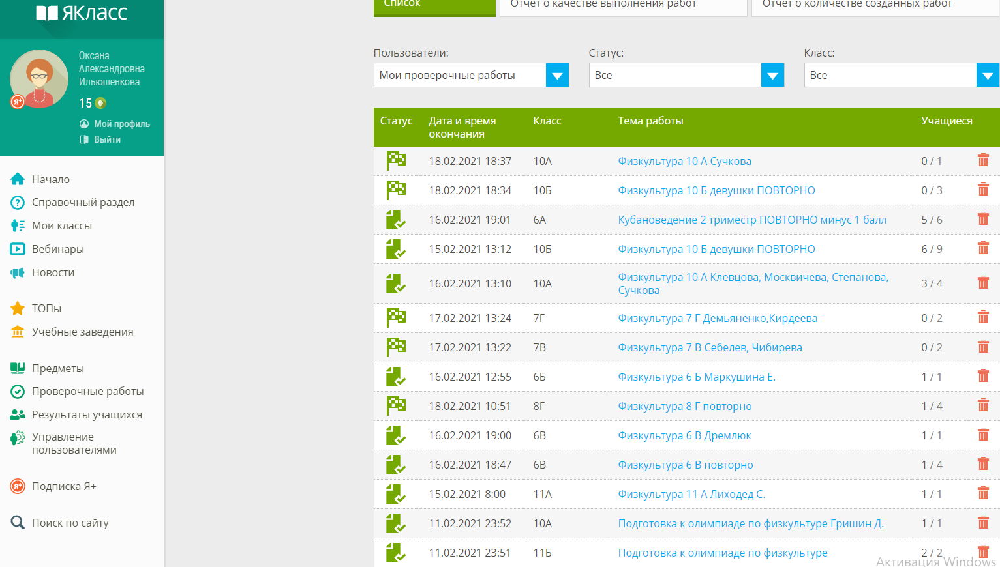 ЯКласс
Оксана
Александровна
Ильюшенкова
Я+
15
Мой профиль
Выйти
Начало
Справочный раздел
Мои классы
Вебинары
Новости
ТОПы
Учебные заведения
Предметы
Проверочные работы
Результаты учащихся
Управление
пользователями
Я+
Подписка Я+
Поиск по сайту
Список
Отчет о качестве выполнения работ
Отчет о количестве созданных работ
Пользователи:
Статус:
Класс:
Мои проверочные работы
Все
Все
Статус Дата и время окончания Класс Тема работы Учащиеся
18.02.2021 18:37 10А Физкультура 10 А Сучкова 0 / 1
18.02.2021 18:34 10Б Физкультура 10 Б девушки ПОВТОРНО 0 / 3
16.02.2021 19:01 6А Кубановедение 2 триместр ПОВТОРНО минус 1 балл 5 / 6
15.02.2021 13:12 10Б Физкультура 10 Б девушки ПОВТОРНО 6 / 9
16.02.2021 13:10 10А Физкультура 10 А Клевцова, Москвичева, Степанова, Сучкова 3 / 4
17.02.2021 13:24 7Г Физкультура 7 Г Демьяненко,Кирдеева 0 / 2
17.02.2021 13:22 7В Физкультура 7 В Себелев, Чибирева 0 / 2
16.02.2021 12:55 6Б Физкультура 6 Б Маркушина Е. 1 / 1
18.02.2021 10:51 8Г Физкультура 8 Г повторно 1 / 4
16.02.2021 19:00 6В Физкультура 6 В Дремлюк 1 / 1
16.02.2021 18:47 6В Физкультура 6 В повторно 1 / 4
15.02.2021 8:00 11А Физкультура 11 А Лиходед С. 1 / 1
11.02.2021 23:52 10А Подготовка к олимпиаде по физкультуре Гришин Д. 1 / 1
11.02.2021 23:51 11Б Подготовка к олимпиаде по физкультуре 2 / 2
Активация Windows